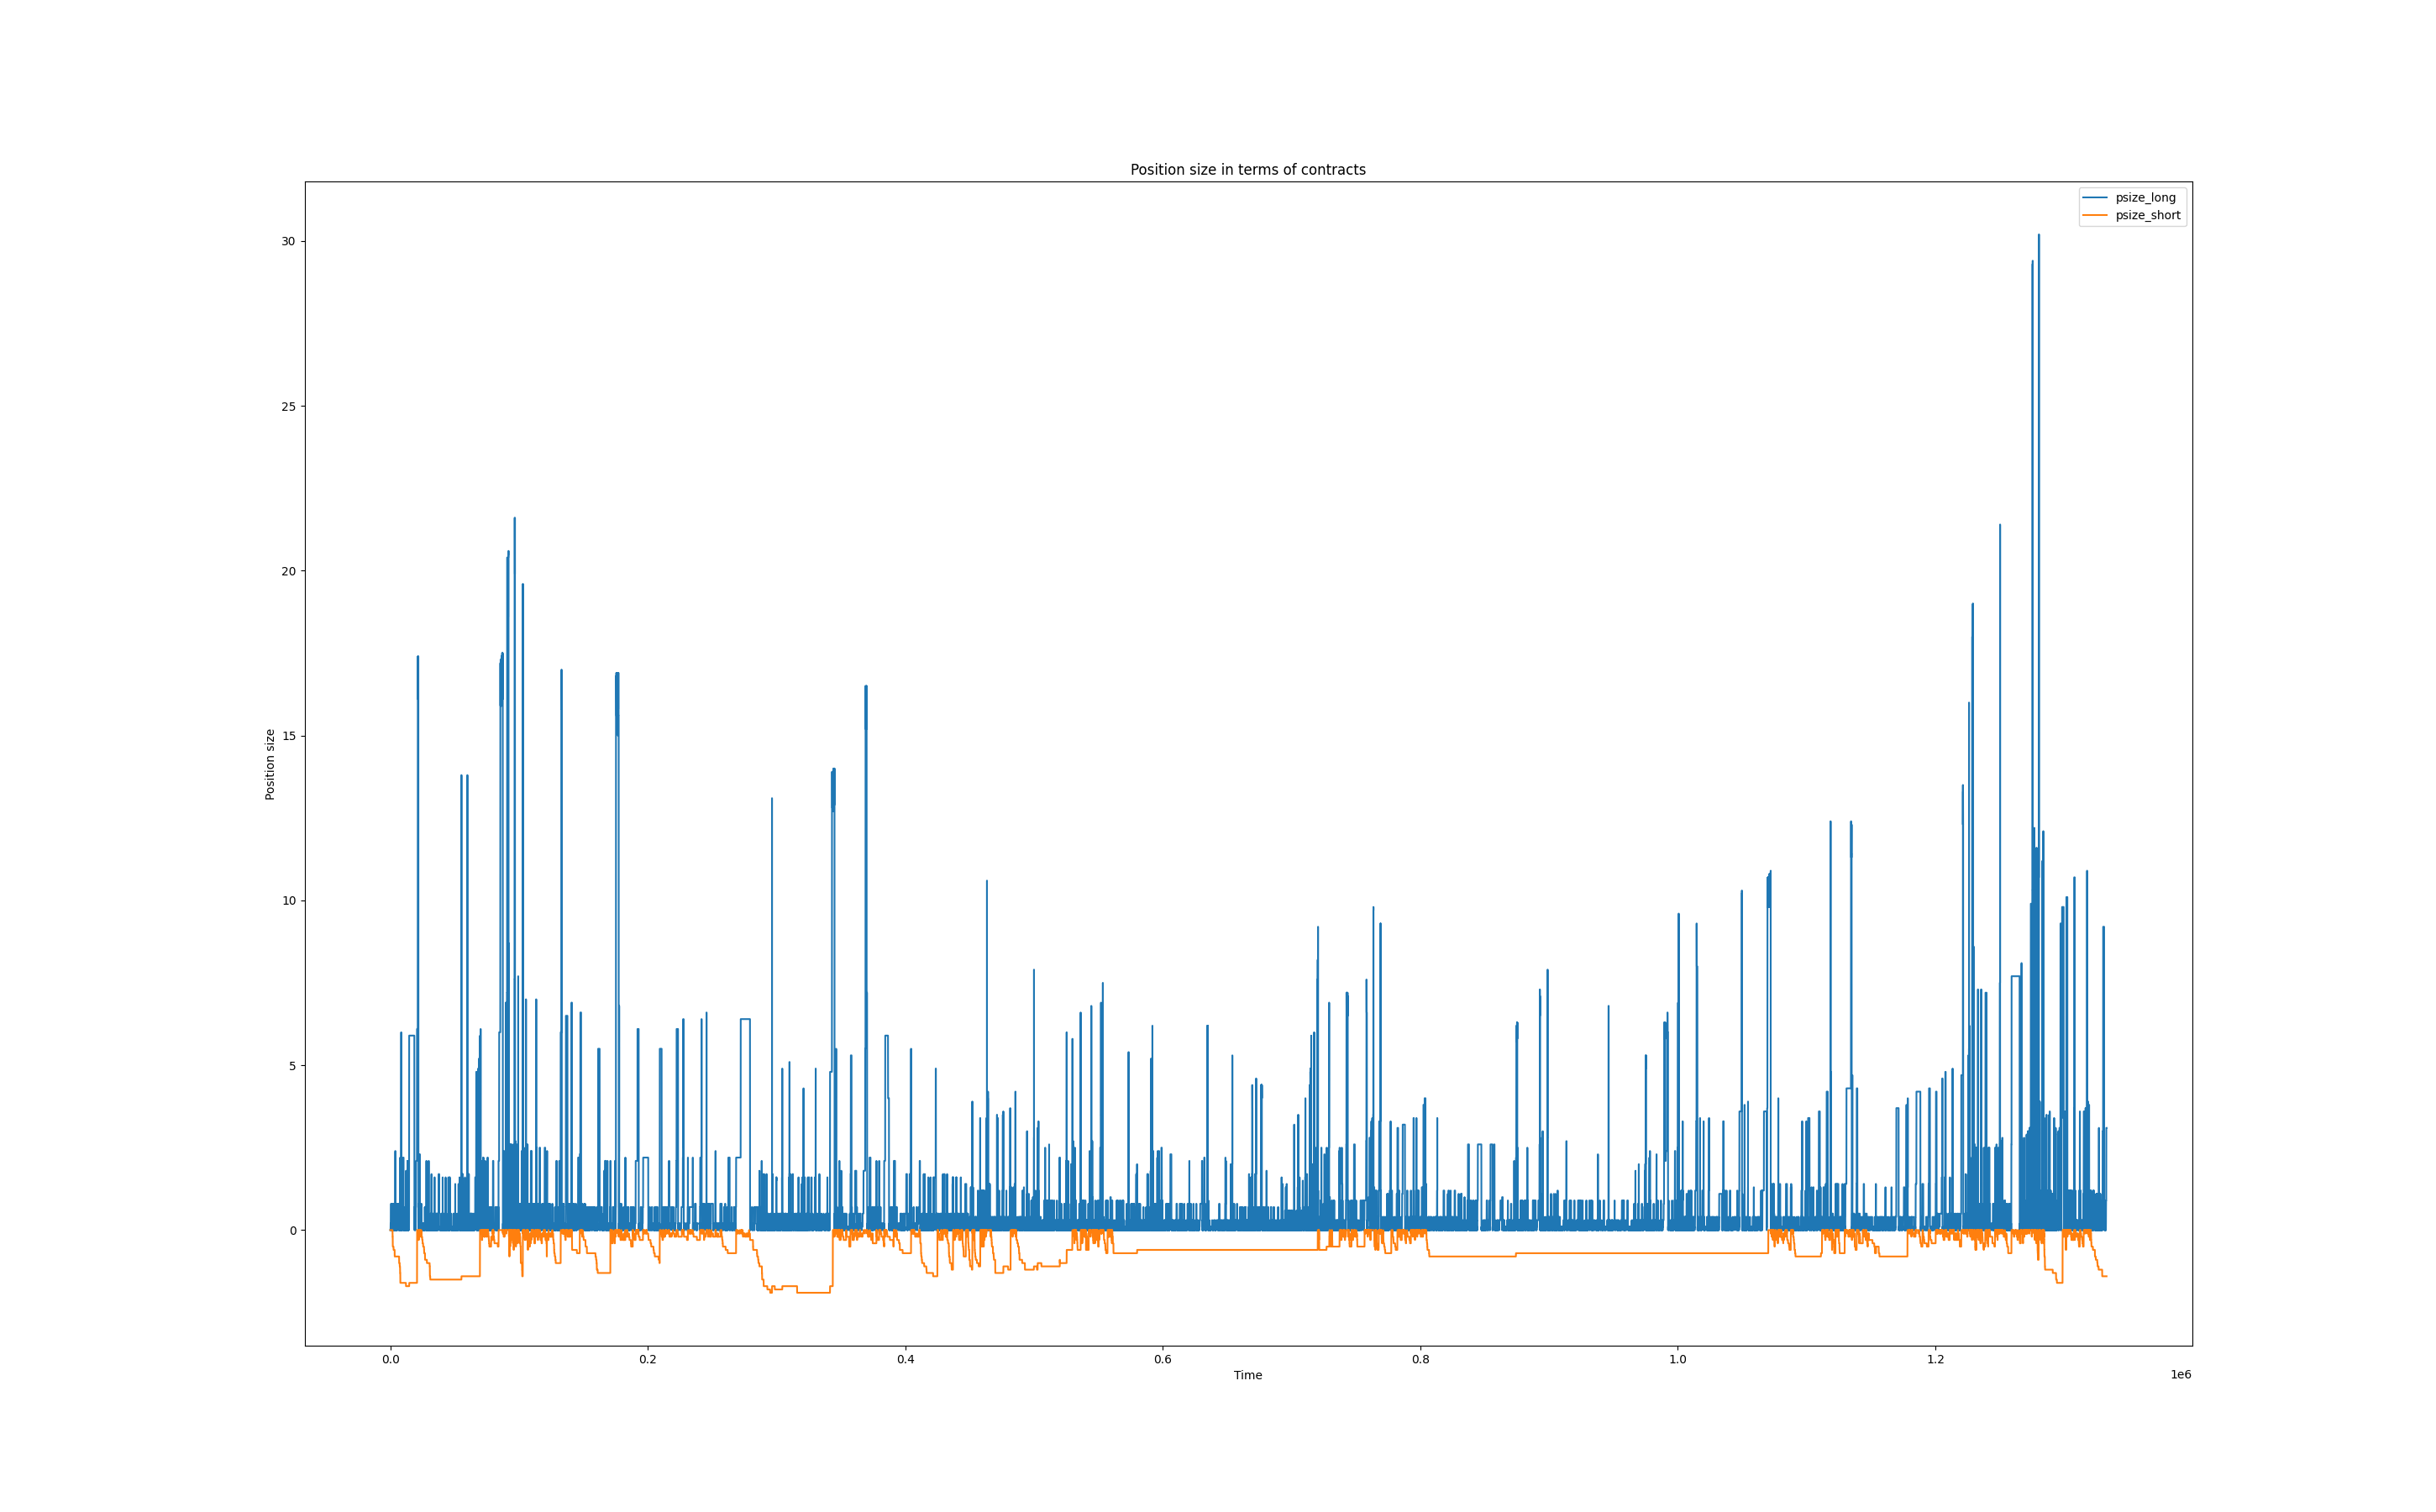 Position size in terms of contracts
psize_long
psize_short
30
25
20
15
10
5
0
Position size
0.0 0.2 0.4 0.6 0.8 1.0 1.2
Time
1e6